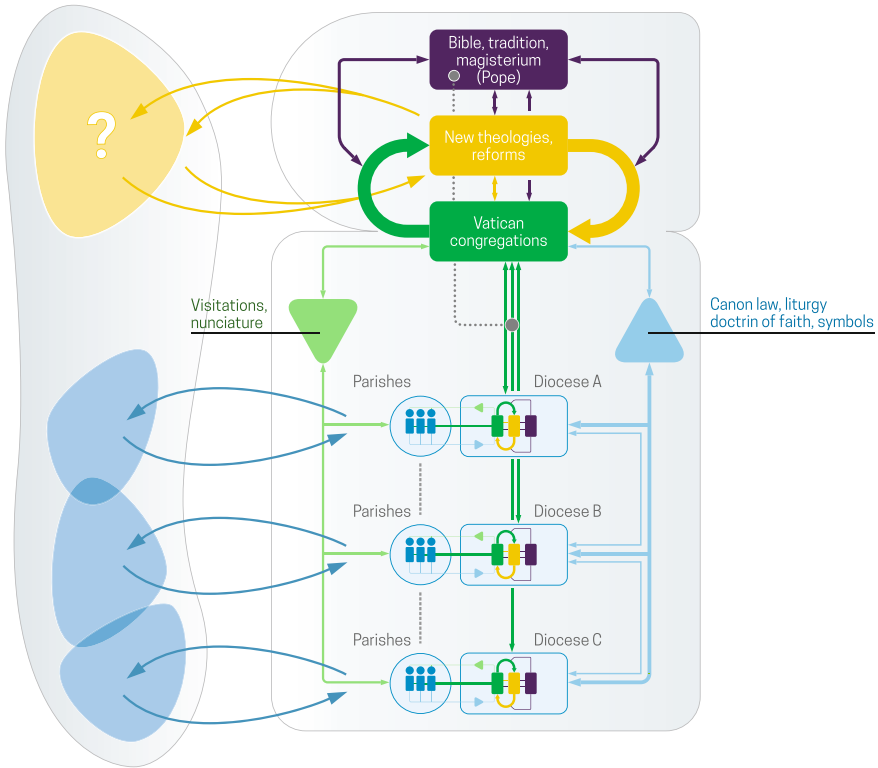 Bible, tradition,
magisterium
(Pope)
?
New theologies,
reforms
Vatican
congregations
Visitations,
nunciature
Canon law, liturgy
doctrin of faith, symbols
Parishes
Diocese A
Parishes
Diocese B
Parishes
Diocese C